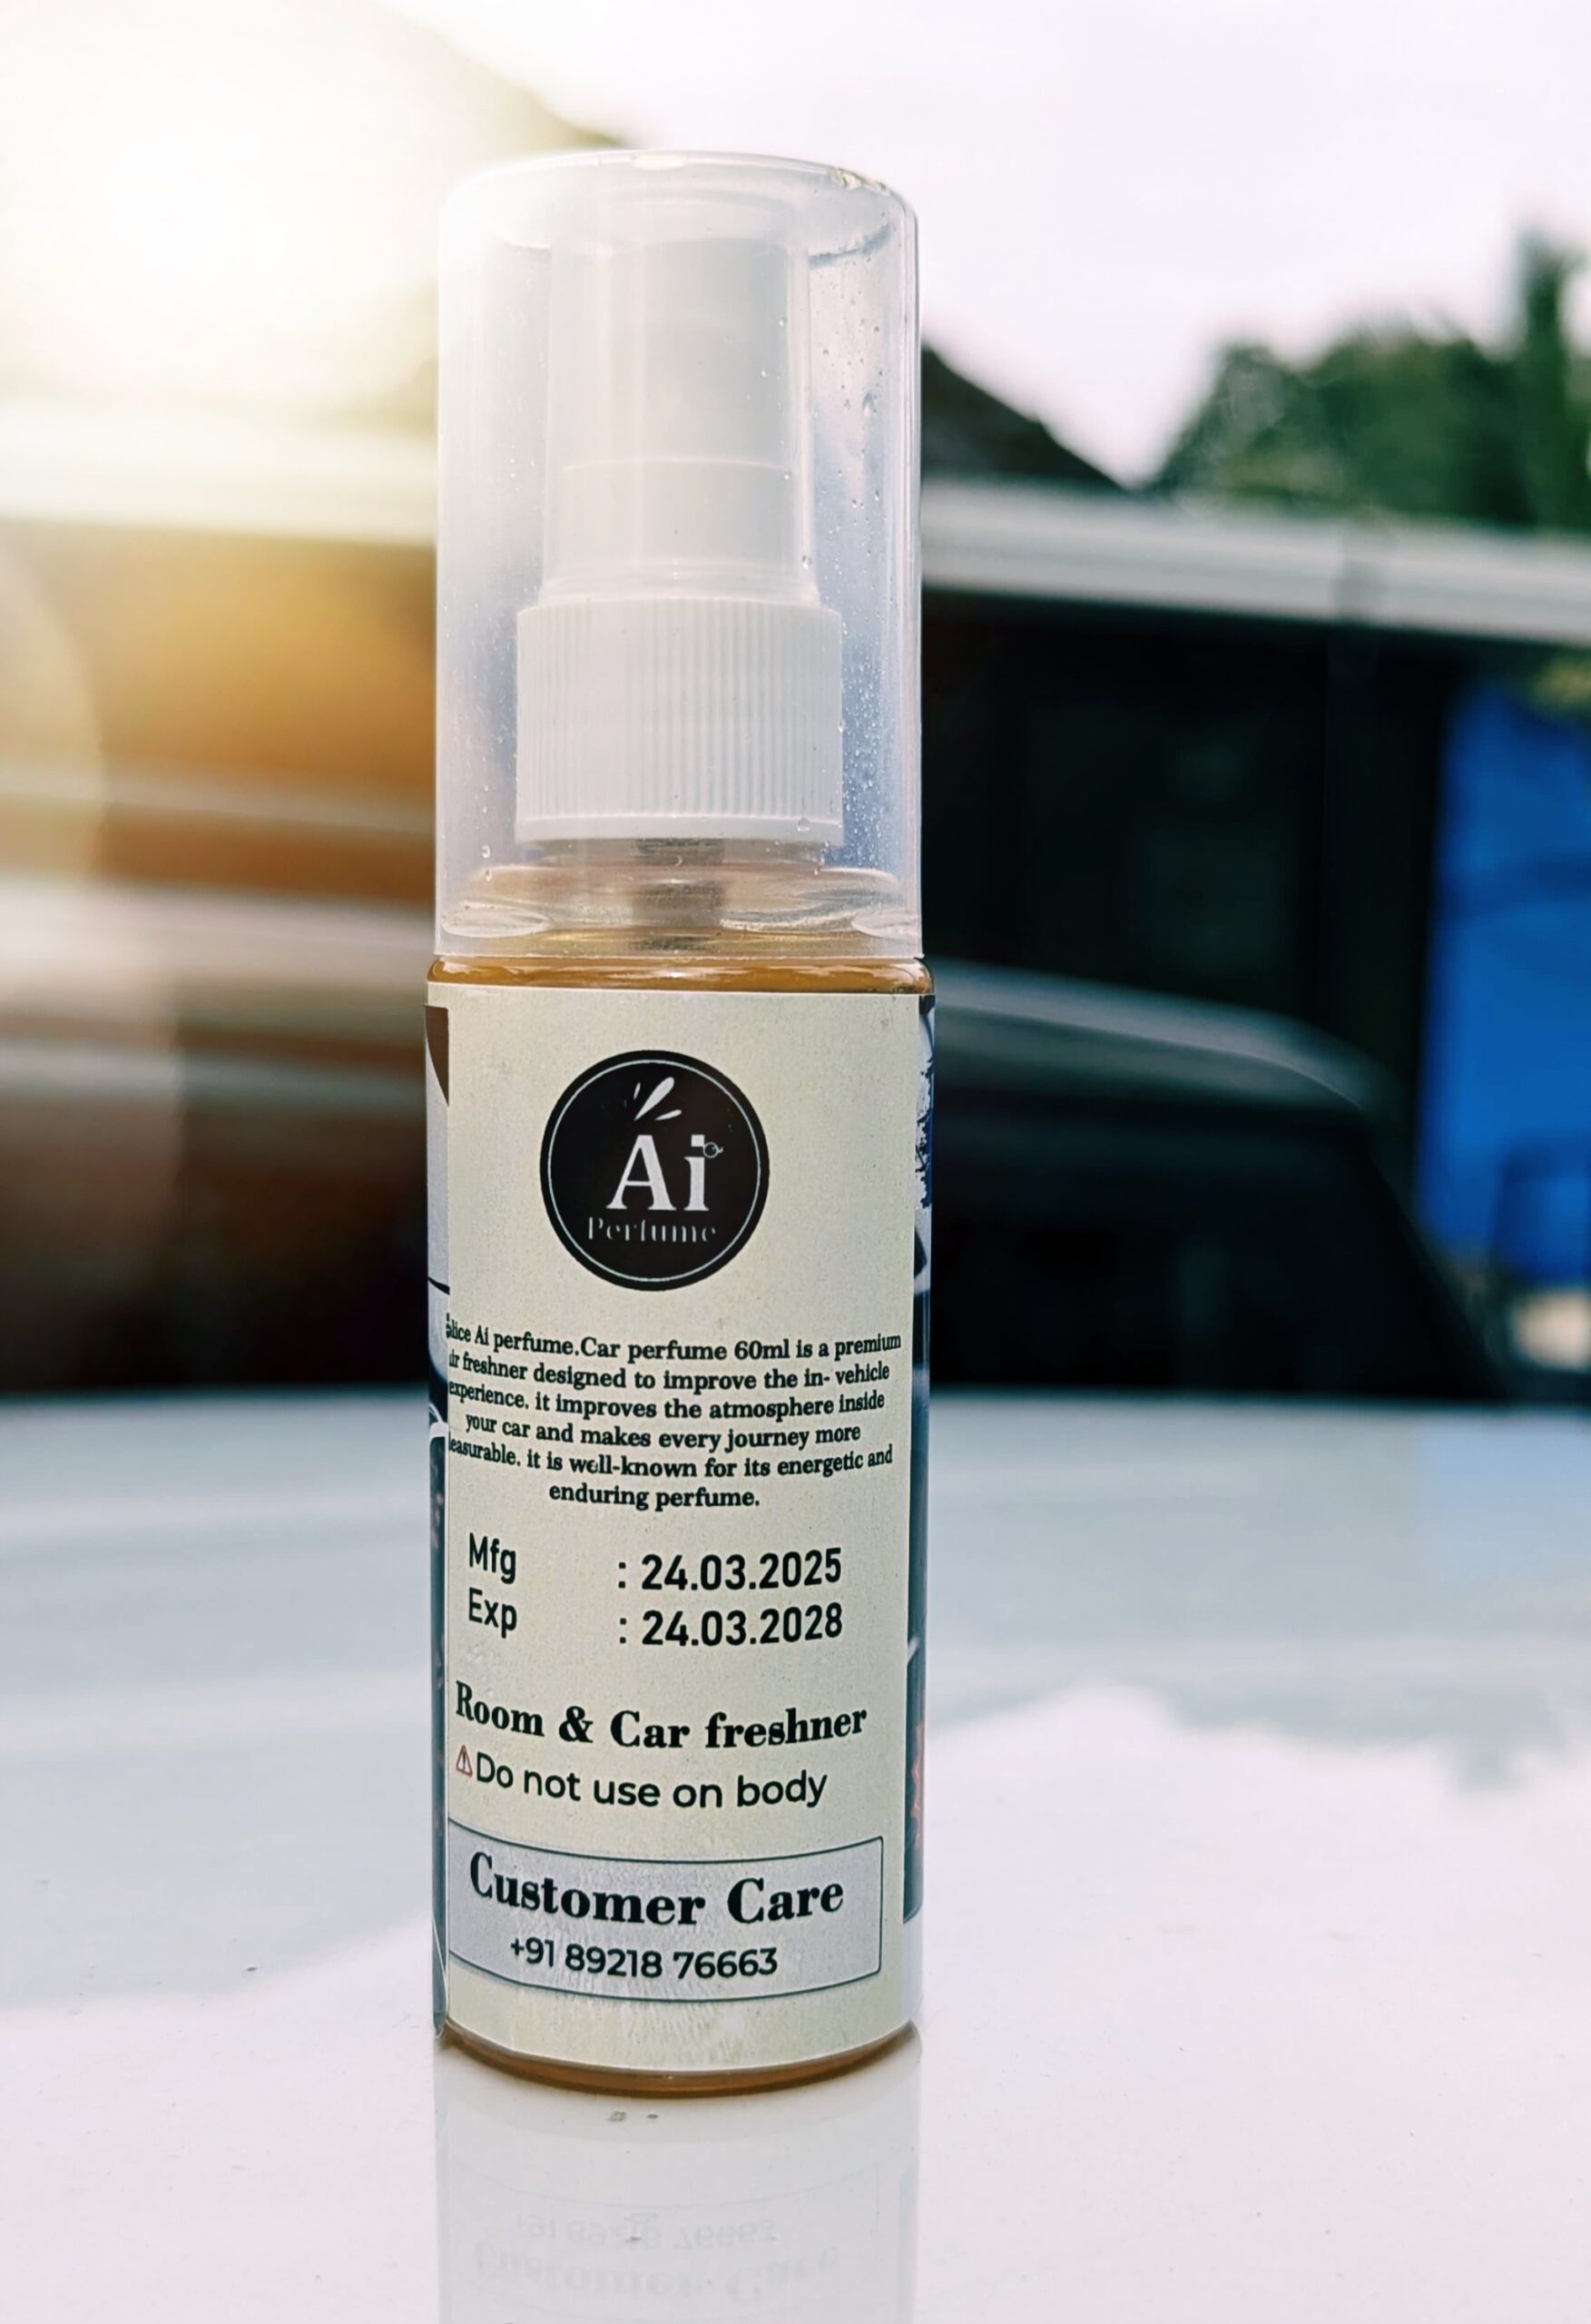 Ai
Perfume
Ai perfume.Car perfume 60ml is a premium
freshner designed to improve the in- vehicle
experience. it improves the atmosphere inside
your car and makes every journey more
it is well-known for its energetic and
enduring perfume.
Mfg : 24.03.2025
Exp : 24.03.2028
Room & Car freshner
⚠Do not use on body
Customer Care
+91 89218 76663